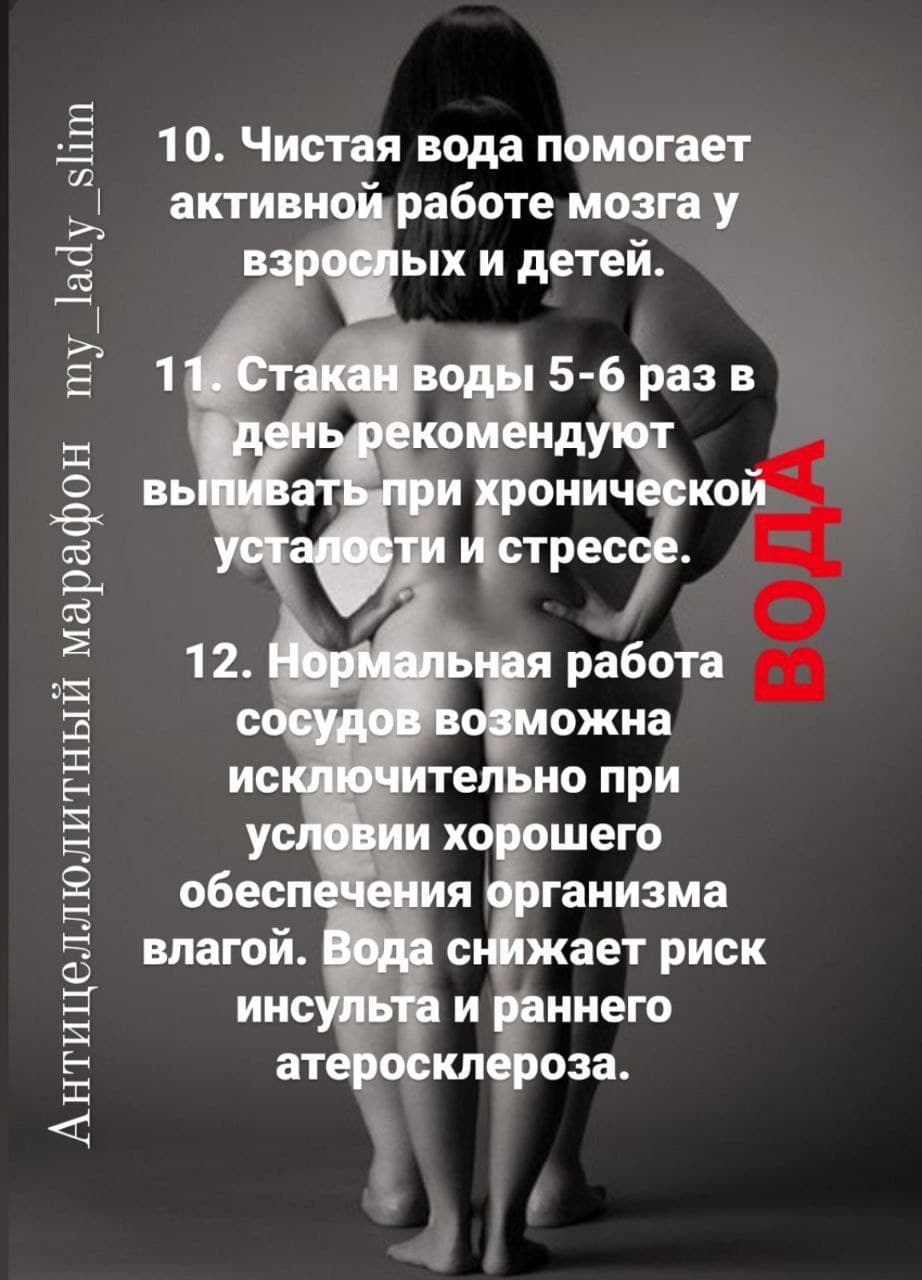 Антицеллюлитный марафон my_lady_slim
10. Чистая вода помогает
активной работе мозга у
взрослых и детей.
11. Стакан воды 5-6 раз в
день рекомендуют
выпивать при хронической
усталости и стрессе.
12. Нормальная работа
сосудов возможна
исключительно при
условии хорошего
обеспечения организма
влагой. Вода снижает риск
инсульта и раннего
атеросклероза.
ВОДА